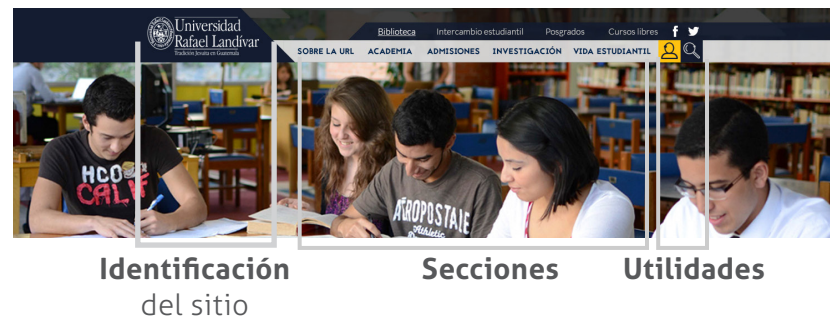 Universidad
Rafael Landívar
Tradición Jesuita en Guatemala
Biblioteca Intercambio estudiantil Posgrados Cursos libres
SOBRE LA URL ACADEMIA ADMISIONES INVESTIGACIÓN VIDA ESTUDIANTIL
HCO
CALIF
AEROPOSTALE
Athletic
Identificación
del sitio
Secciones
Utilidades